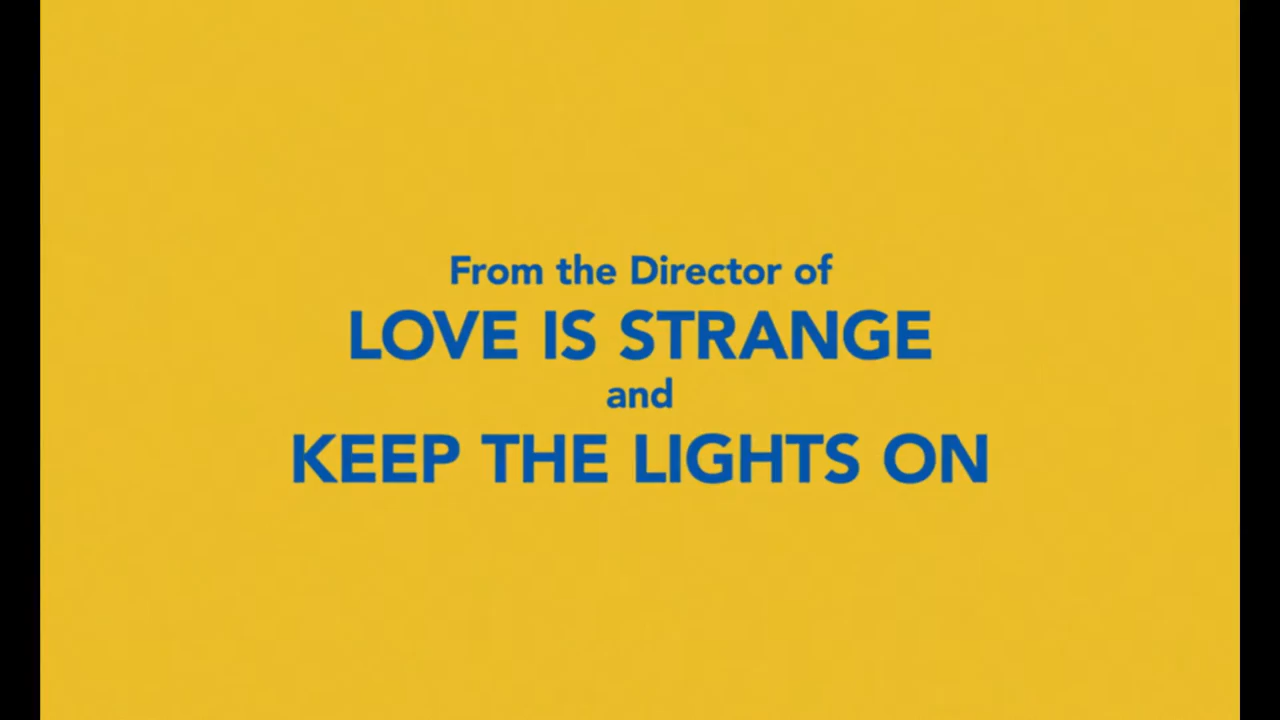 From the Director of
LOVE IS STRANGE
and
KEEP THE LIGHTS ON